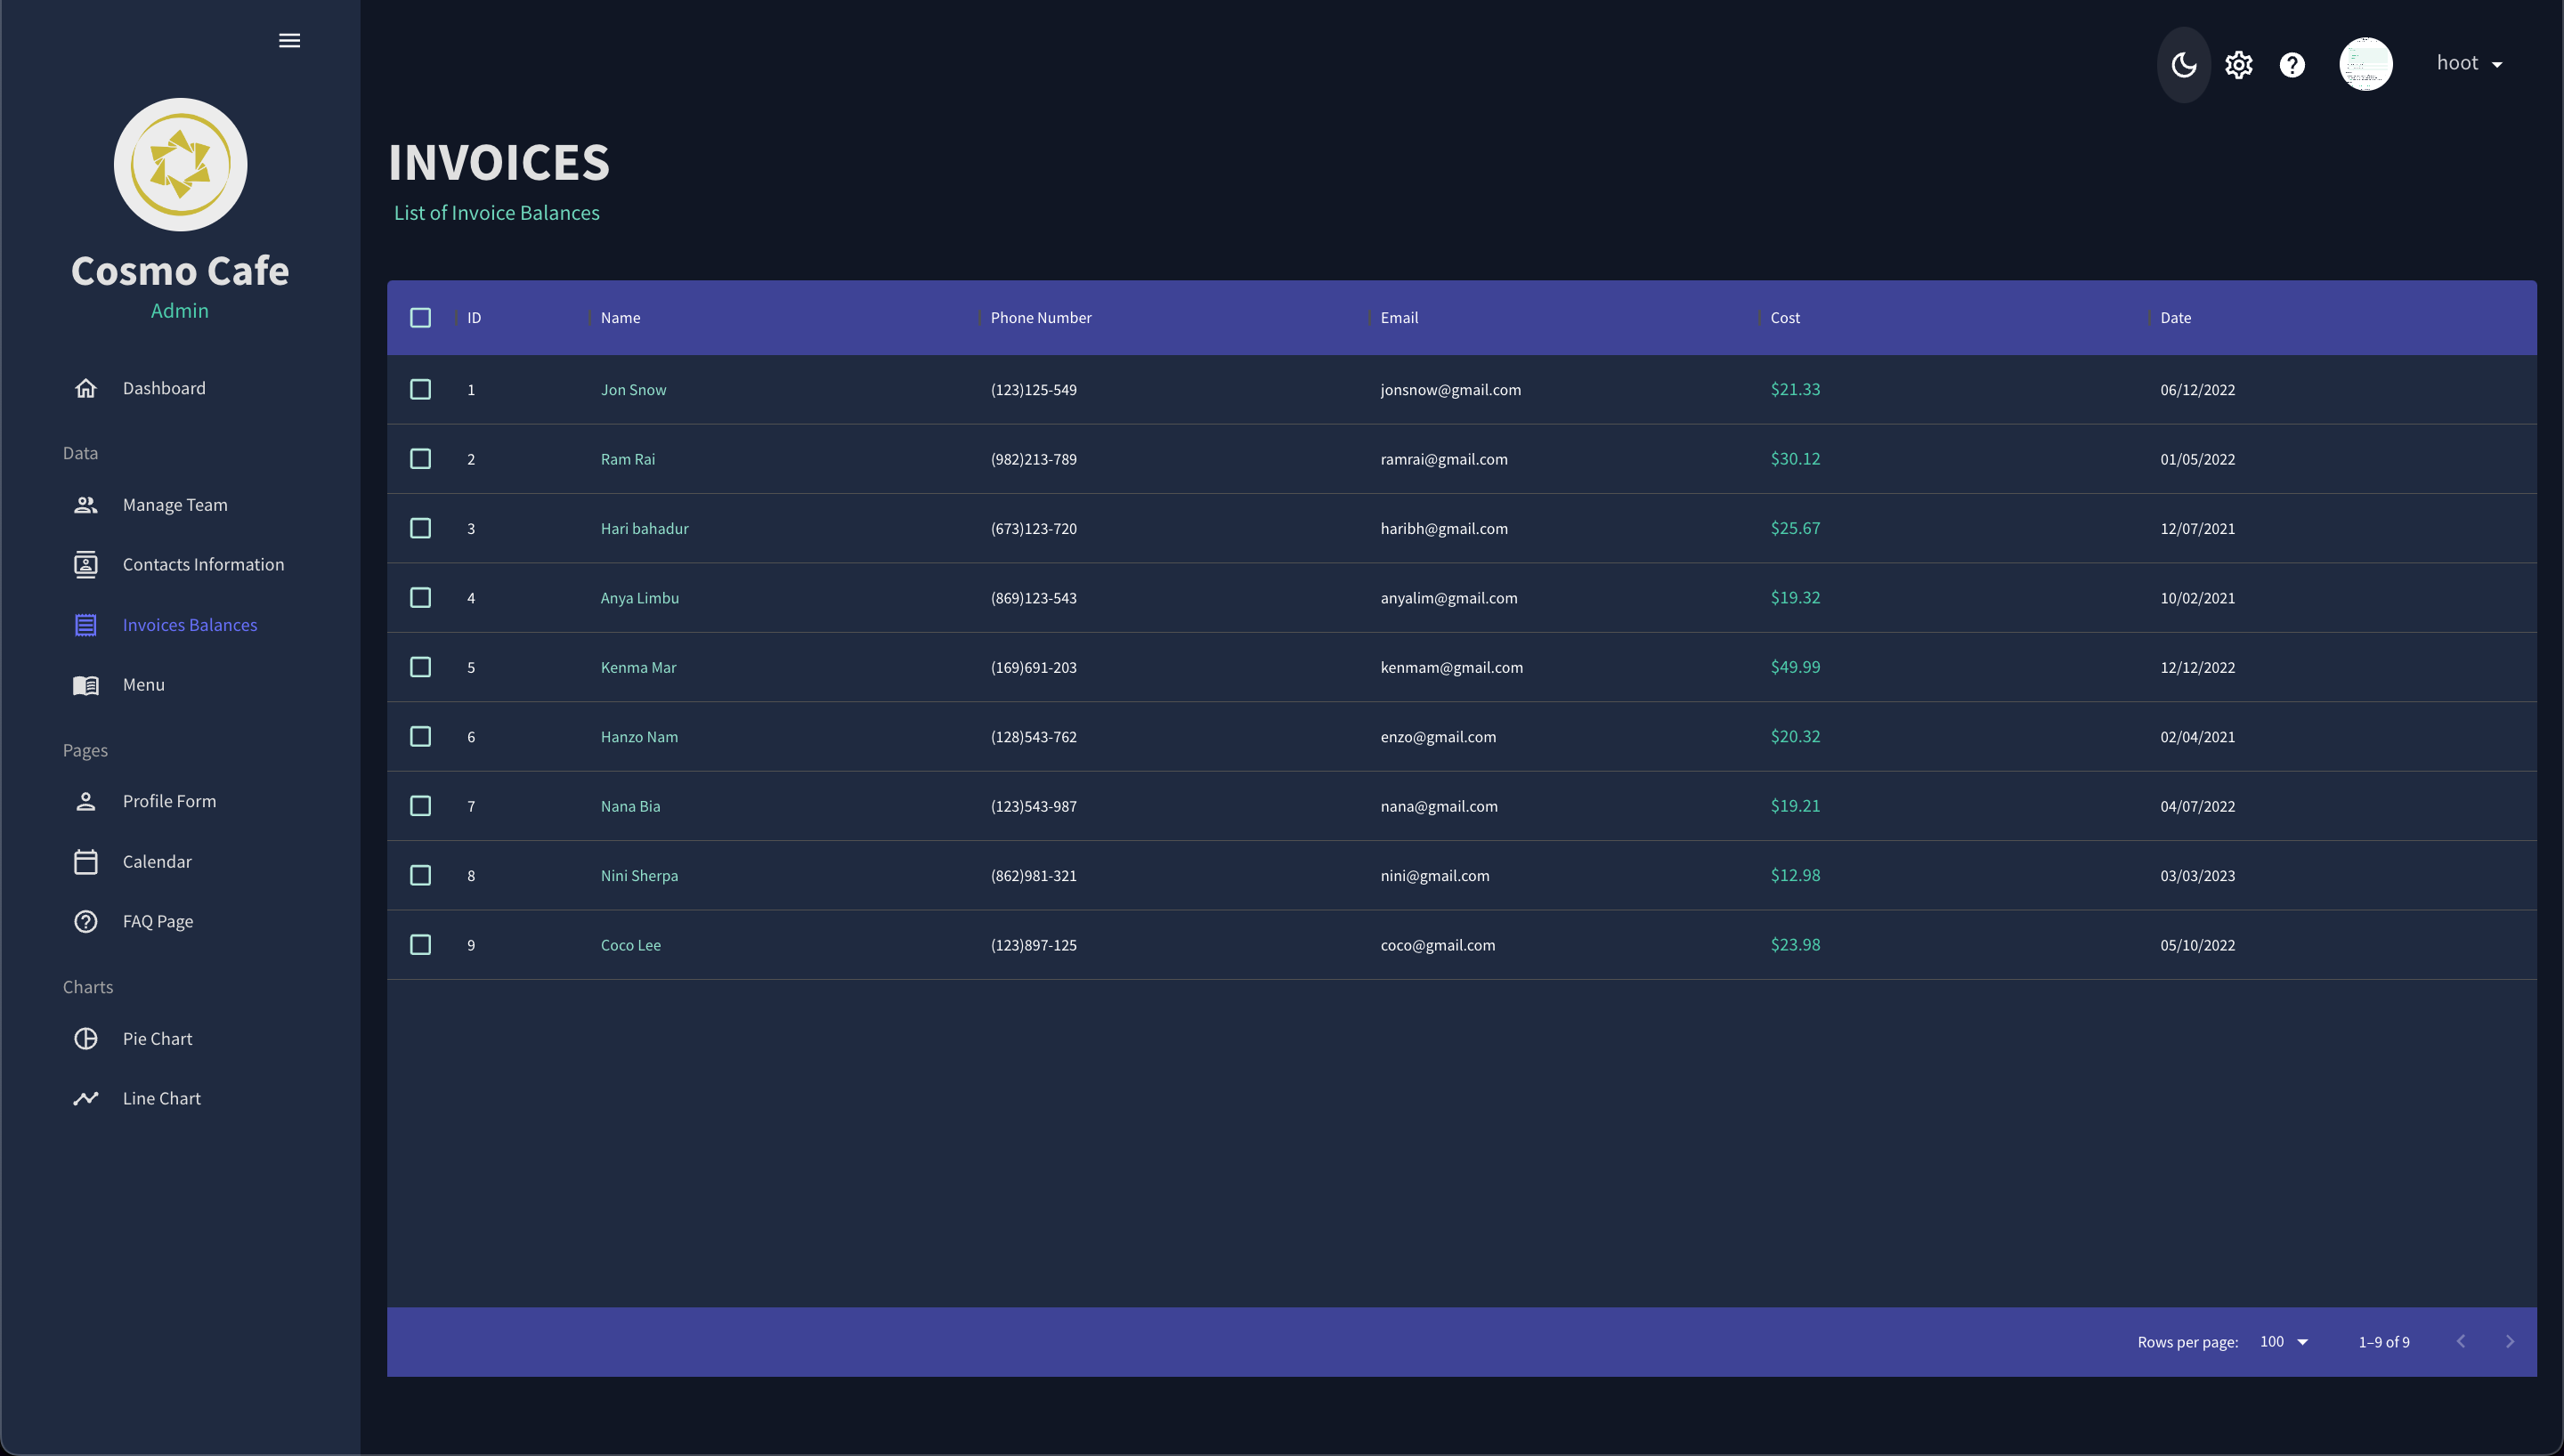 hoot
Cosmo Cafe
Admin
Dashboard
Data
Manage Team
Contacts Information
Invoices Balances
Menu
Pages
Profile Form
Calendar
FAQ Page
Charts
Pie Chart
Line Chart
INVOICES
List of Invoice Balances
ID Name Phone Number Email Cost Date
1 Jon Snow (123)125-549 jonsnow@gmail.com $21.33 06/12/2022
2 Ram Rai (982)213-789 ramrai@gmail.com $30.12 01/05/2022
3 Hari bahadur (673)123-720 haribh@gmail.com $25.67 12/07/2021
4 Anya Limbu (869)123-543 anyalim@gmail.com $19.32 10/02/2021
5 Kenma Mar (169)691-203 kenmam@gmail.com $49.99 12/12/2022
6 Hanzo Nam (128)543-762 enzo@gmail.com $20.32 02/04/2021
7 Nana Bia (123)543-987 nana@gmail.com $19.21 04/07/2022
8 Nini Sherpa (862)981-321 nini@gmail.com $12.98 03/03/2023
9 Coco Lee (123)897-125 coco@gmail.com $23.98 05/10/2022
Rows per page: 100 1–9 of 9